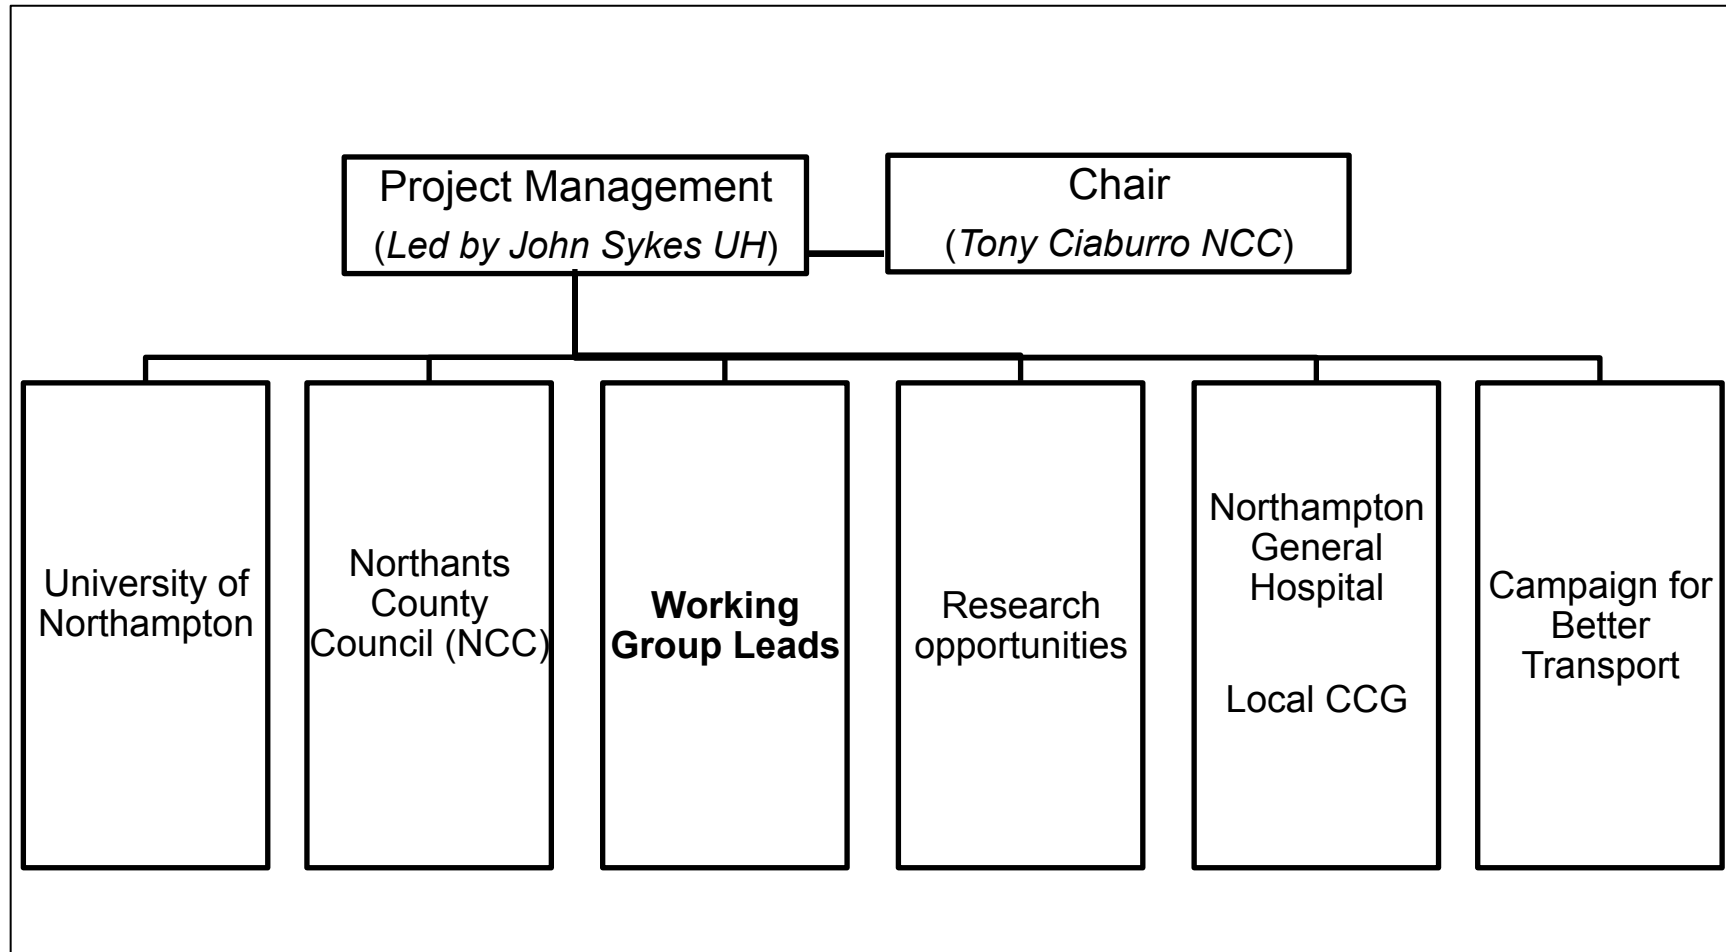 Project Management
(Led by John Sykes UH)
Chair
(Tony Ciaburro NCC)
University of
Northampton
Northants
County
Council (NCC)
Working
Group Leads
Research
opportunities
Northampton
General
Hospital
Local CCG
Campaign for
Better
Transport